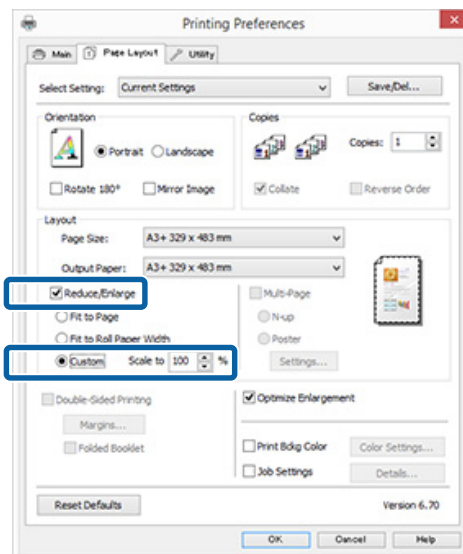 Printing Preferences
Main Page Layout Utility
Select Setting: Current Settings Save/Del...
Orientation
Portrait Landscape
Rotate 180° Mirror Image
Copies
Copies: 1
Collate Reverse Order
Layout
Page Size: A3+ 329 x 483 mm
Output Paper: A3+ 329 x 483 mm
Reduce/Enlarge
Fit to Page
Fit to Roll Paper Width
Custom Scale to 100 %
Multi-Page
N-up
Poster
Settings...
Double-Sided Printing
Margins...
Folded Booklet
Optimize Enlargement
Print Bckg Color Color Settings...
Job Settings Details...
Reset Defaults Version 6.70
OK Cancel Help